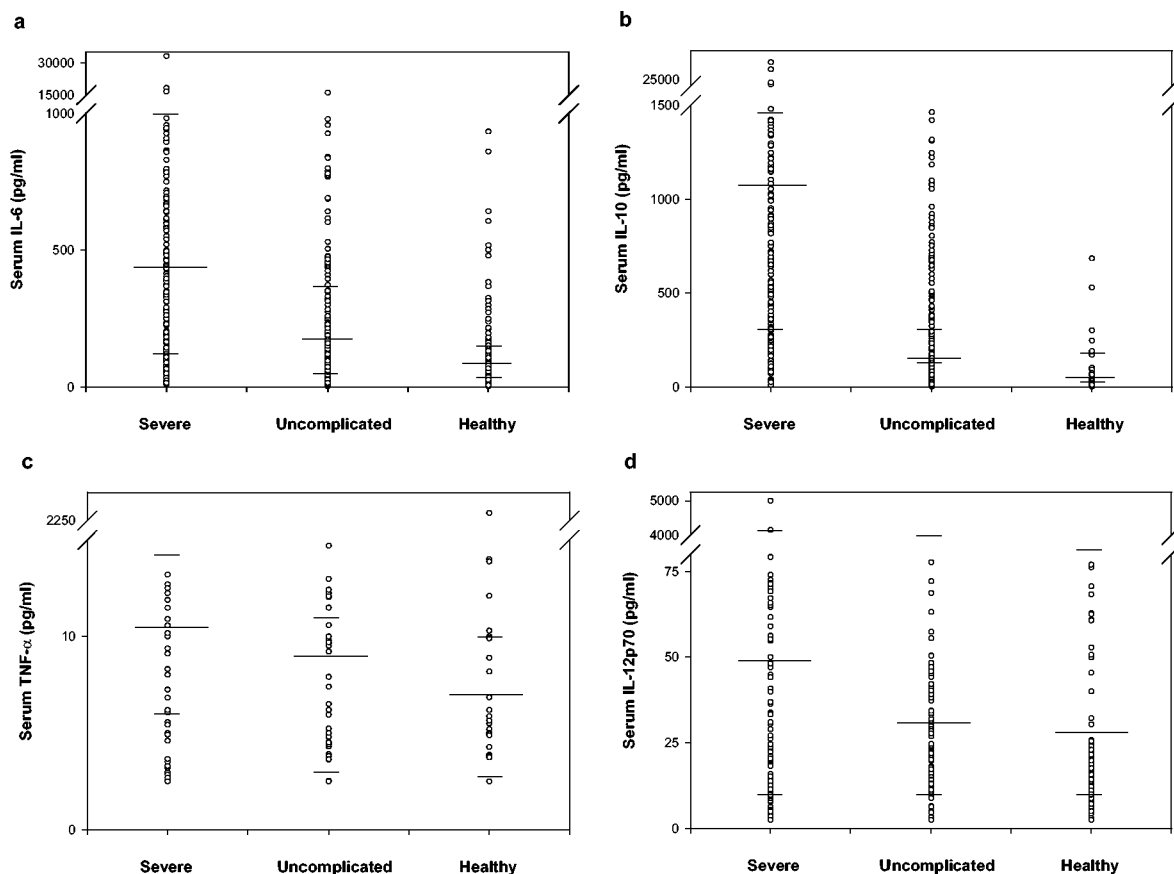 a
Serum IL-6 (pg/ml)
30000
15000
1000
500
0
Severe
Uncomplicated
Healthy
b
Serum IL-10 (pg/ml)
25000
1500
1000
500
0
Severe
Uncomplicated
Healthy
c
Serum TNF-α (pg/ml)
2250
10
0
Severe
Uncomplicated
Healthy
d
Serum IL-12p70 (pg/ml)
5000
4000
75
50
25
0
Severe
Uncomplicated
Healthy